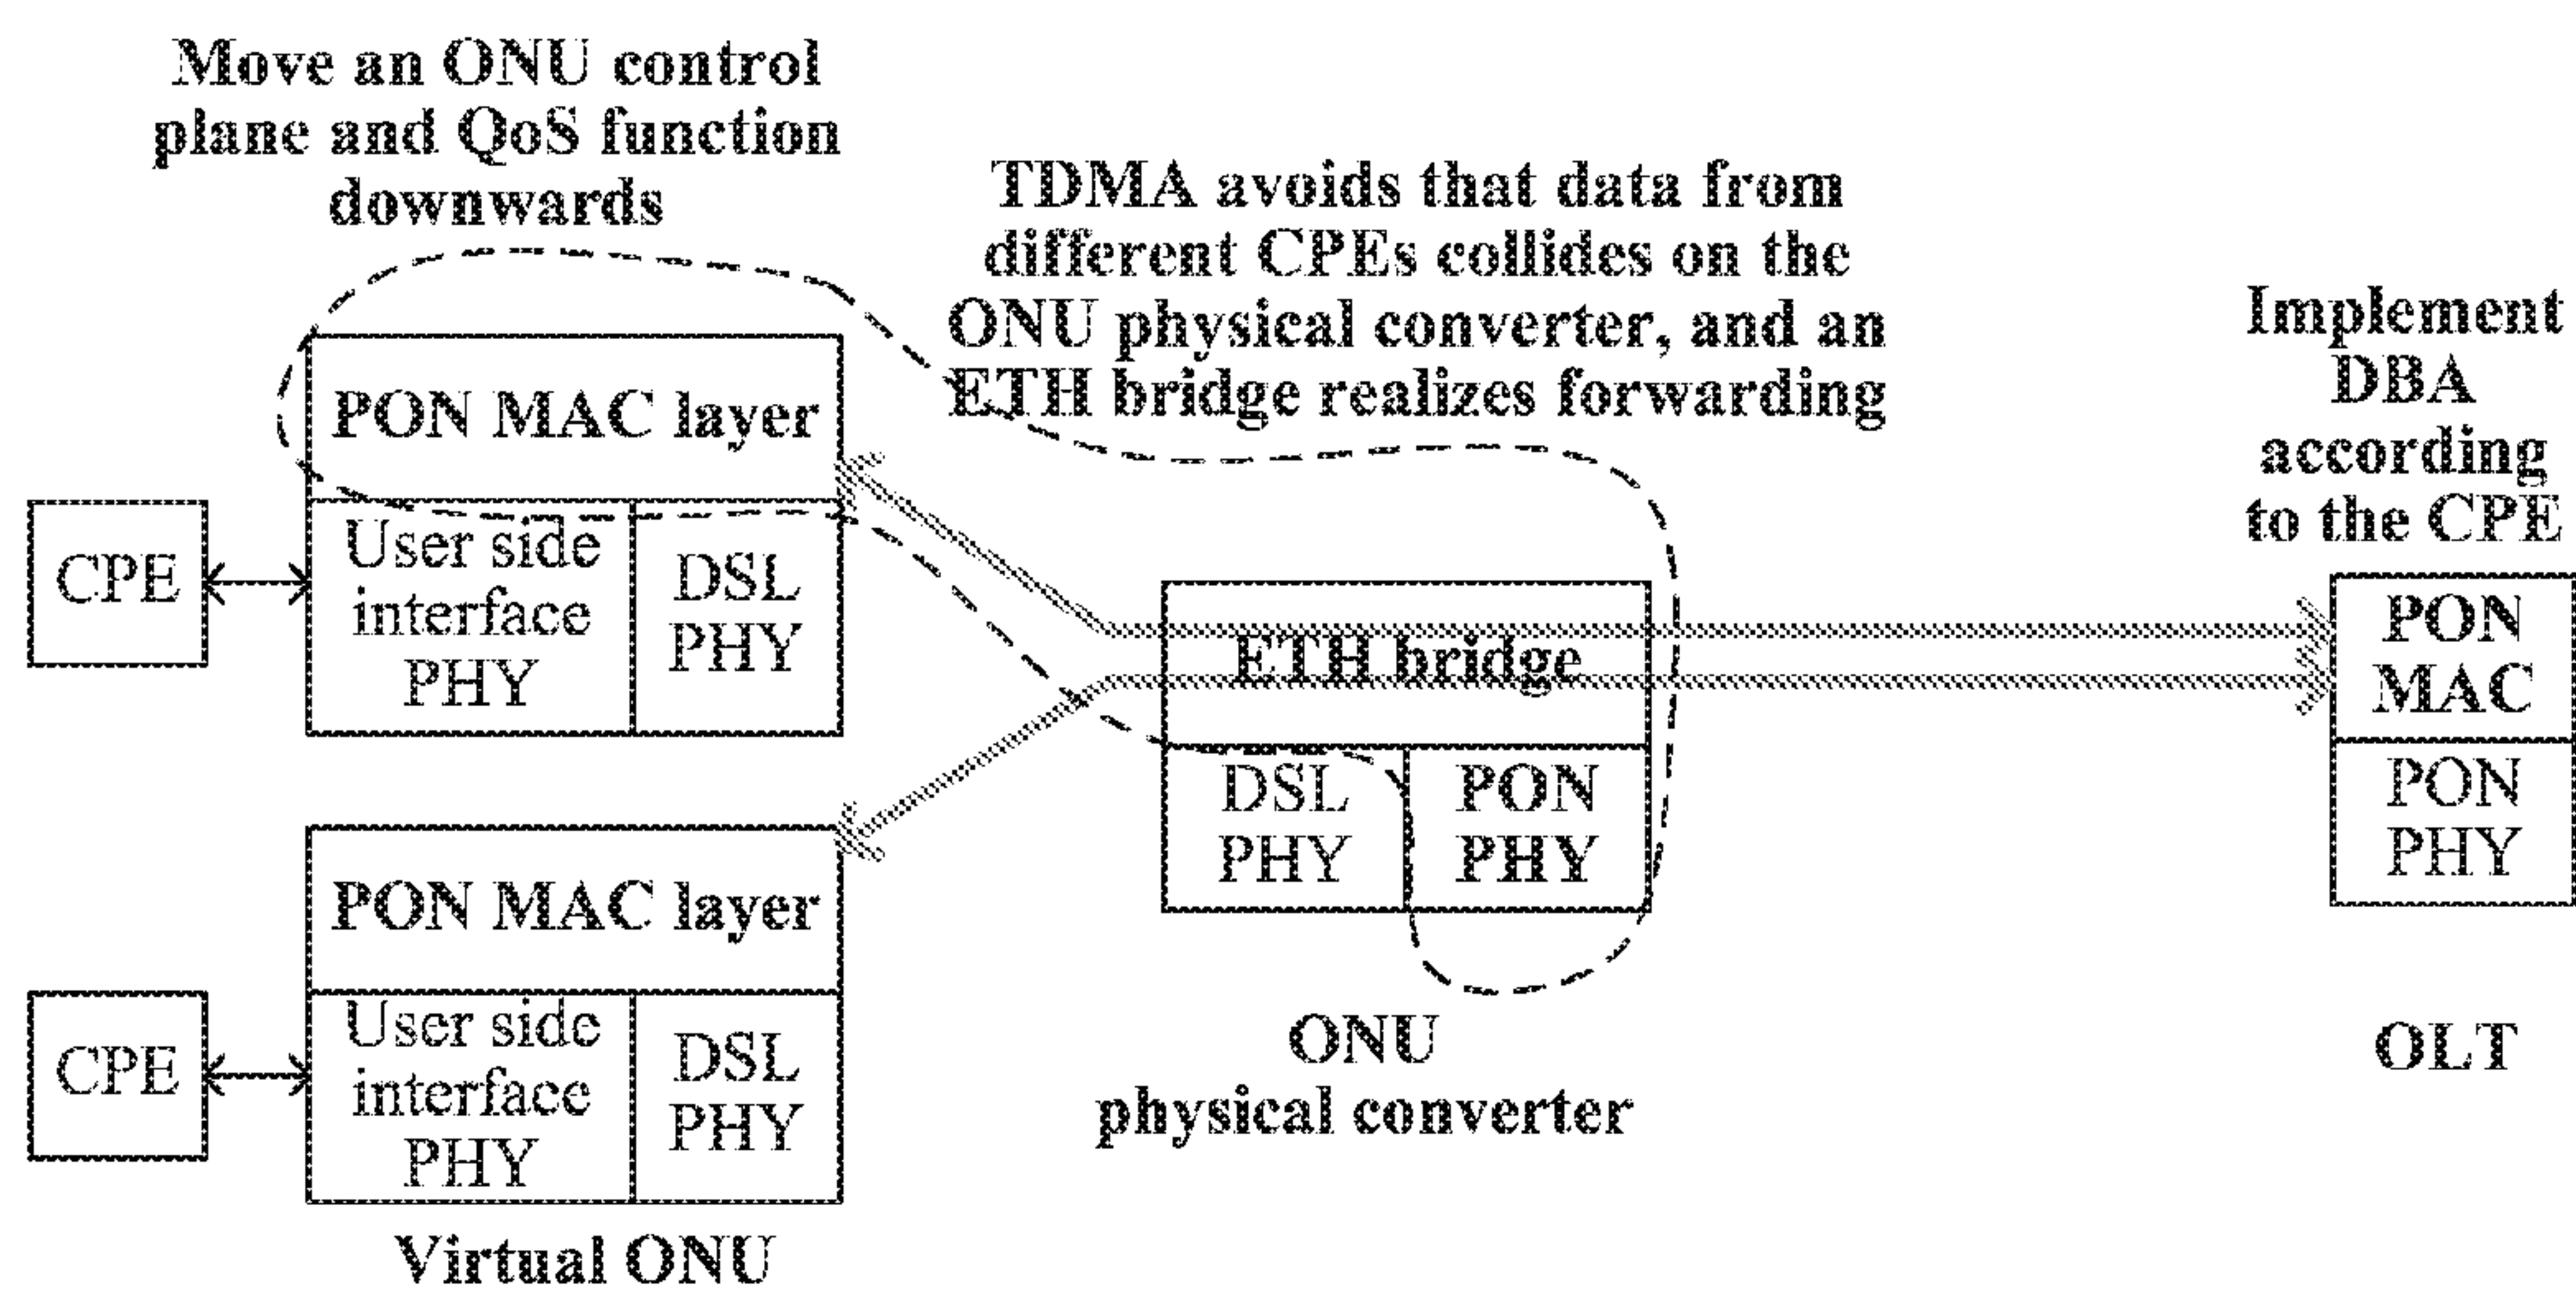 Move an ONU control
plane and QoS function
downwards
TDMA avoids that data from
different CPEs collides on the
ONU physical converter, and an
ETH bridge realizes forwarding
Implement
DBA
according
to the CPE
PON MAC layer
CPE
User side
interface
PHY
DSL
PHY
ETH bridge
DSL
PHY
PON
PHY
PON
MAC
PON
PHY
PON MAC layer
CPE
User side
interface
PHY
DSL
PHY
Virtual ONU
ONU
physical converter
OLT